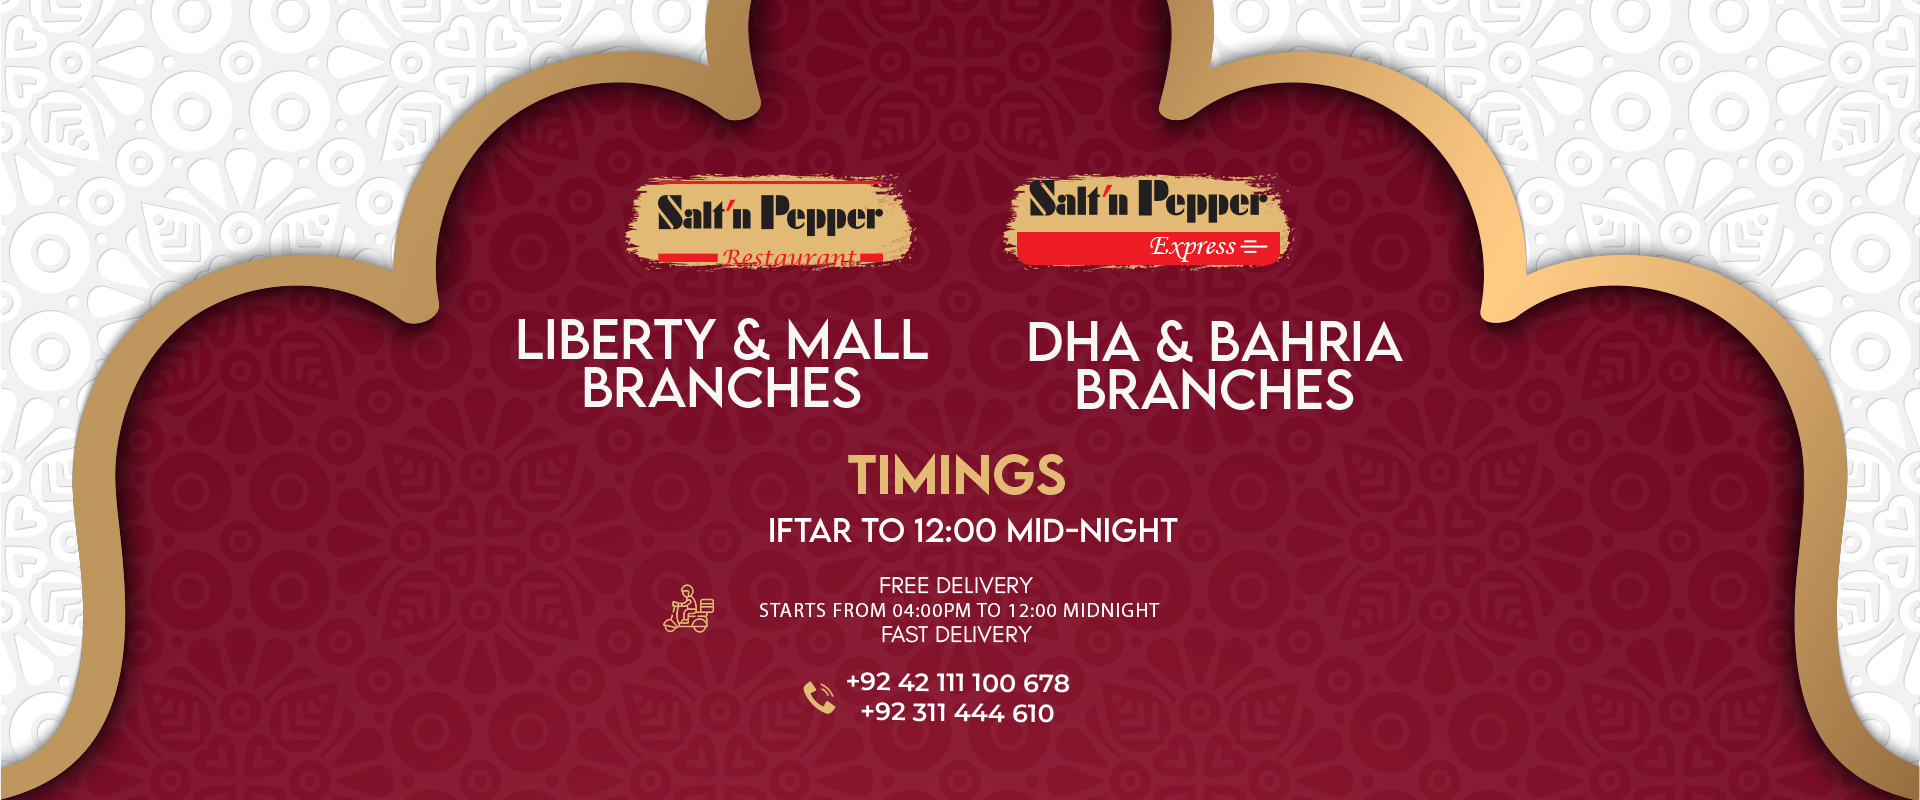 Salt'n Pepper
Restaurant
Salt'n Pepper
Express
LIBERTY & MALL
BRANCHES
DHA & BAHRIA
BRANCHES
TIMINGS
IFTAR TO 12:00 MID-NIGHT
FREE DELIVERY
STARTS FROM 04:00PM TO 12:00 MIDNIGHT
FAST DELIVERY
+92 42 111 100 678
+92 311 444 610